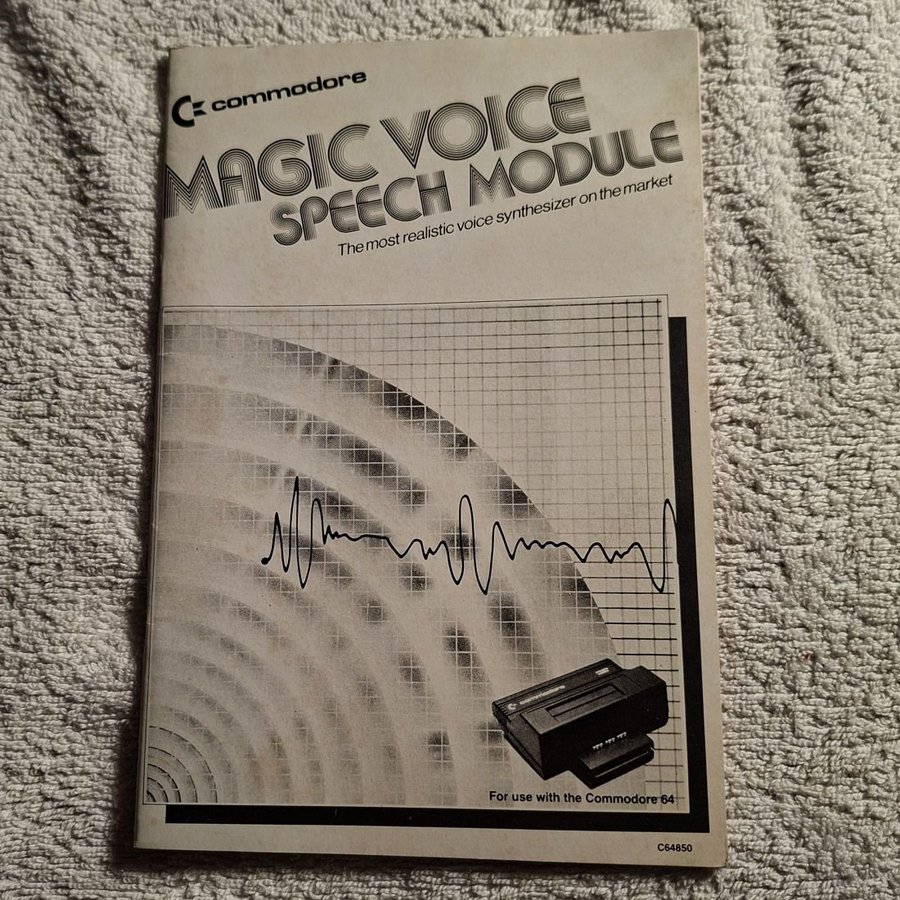 commodore
MAGIC VOICE
SPEECH MODULE
The most realistic voice synthesizer on the market
For use with the Commodore 64
C64850